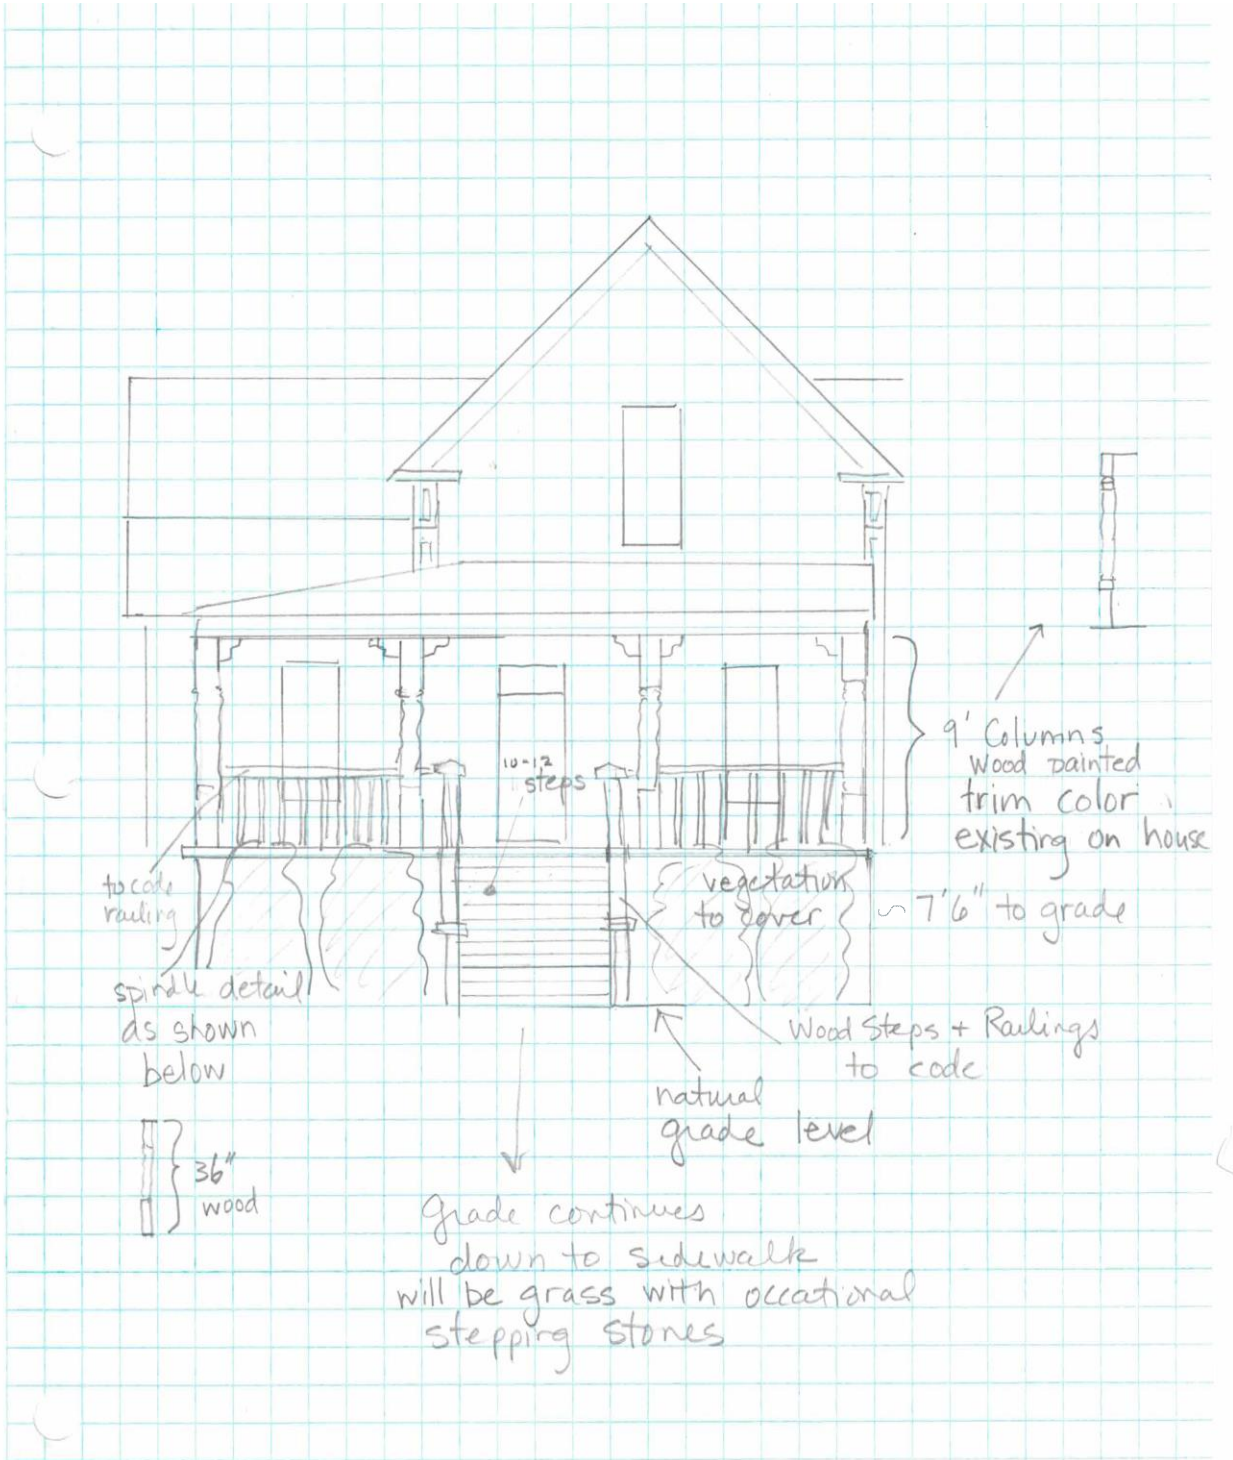 10-12
steps
9' Columns
Wood painted
trim color
existing on house
to code
railing
vegetation
to cover
~ 7'6" to grade
spindle detail
as shown
below
Wood Steps + Railings
to code
natural
grade level
36"
wood
Grade continues
down to sidewalk
will be grass with occational
stepping stones